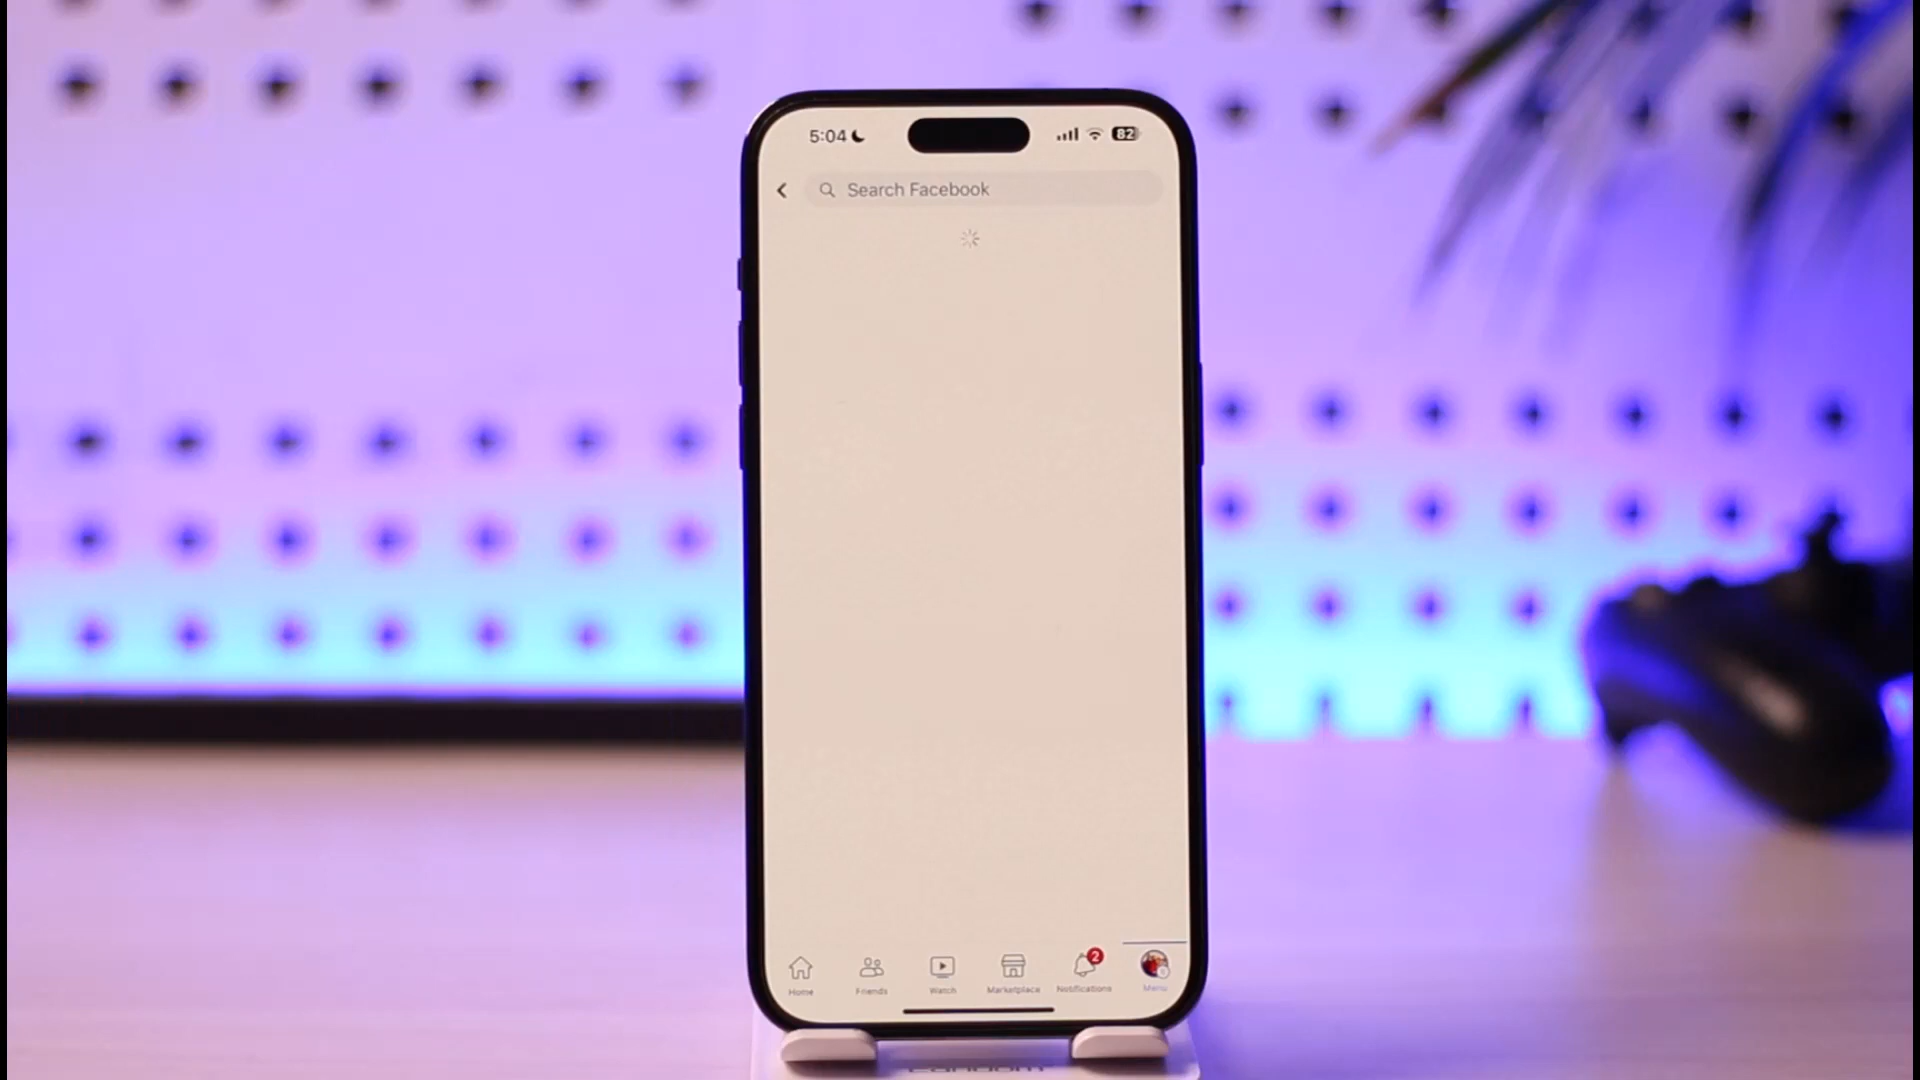 5:04
82
Search Facebook
2
Home Friends Watch Marketplace Notifications Menu